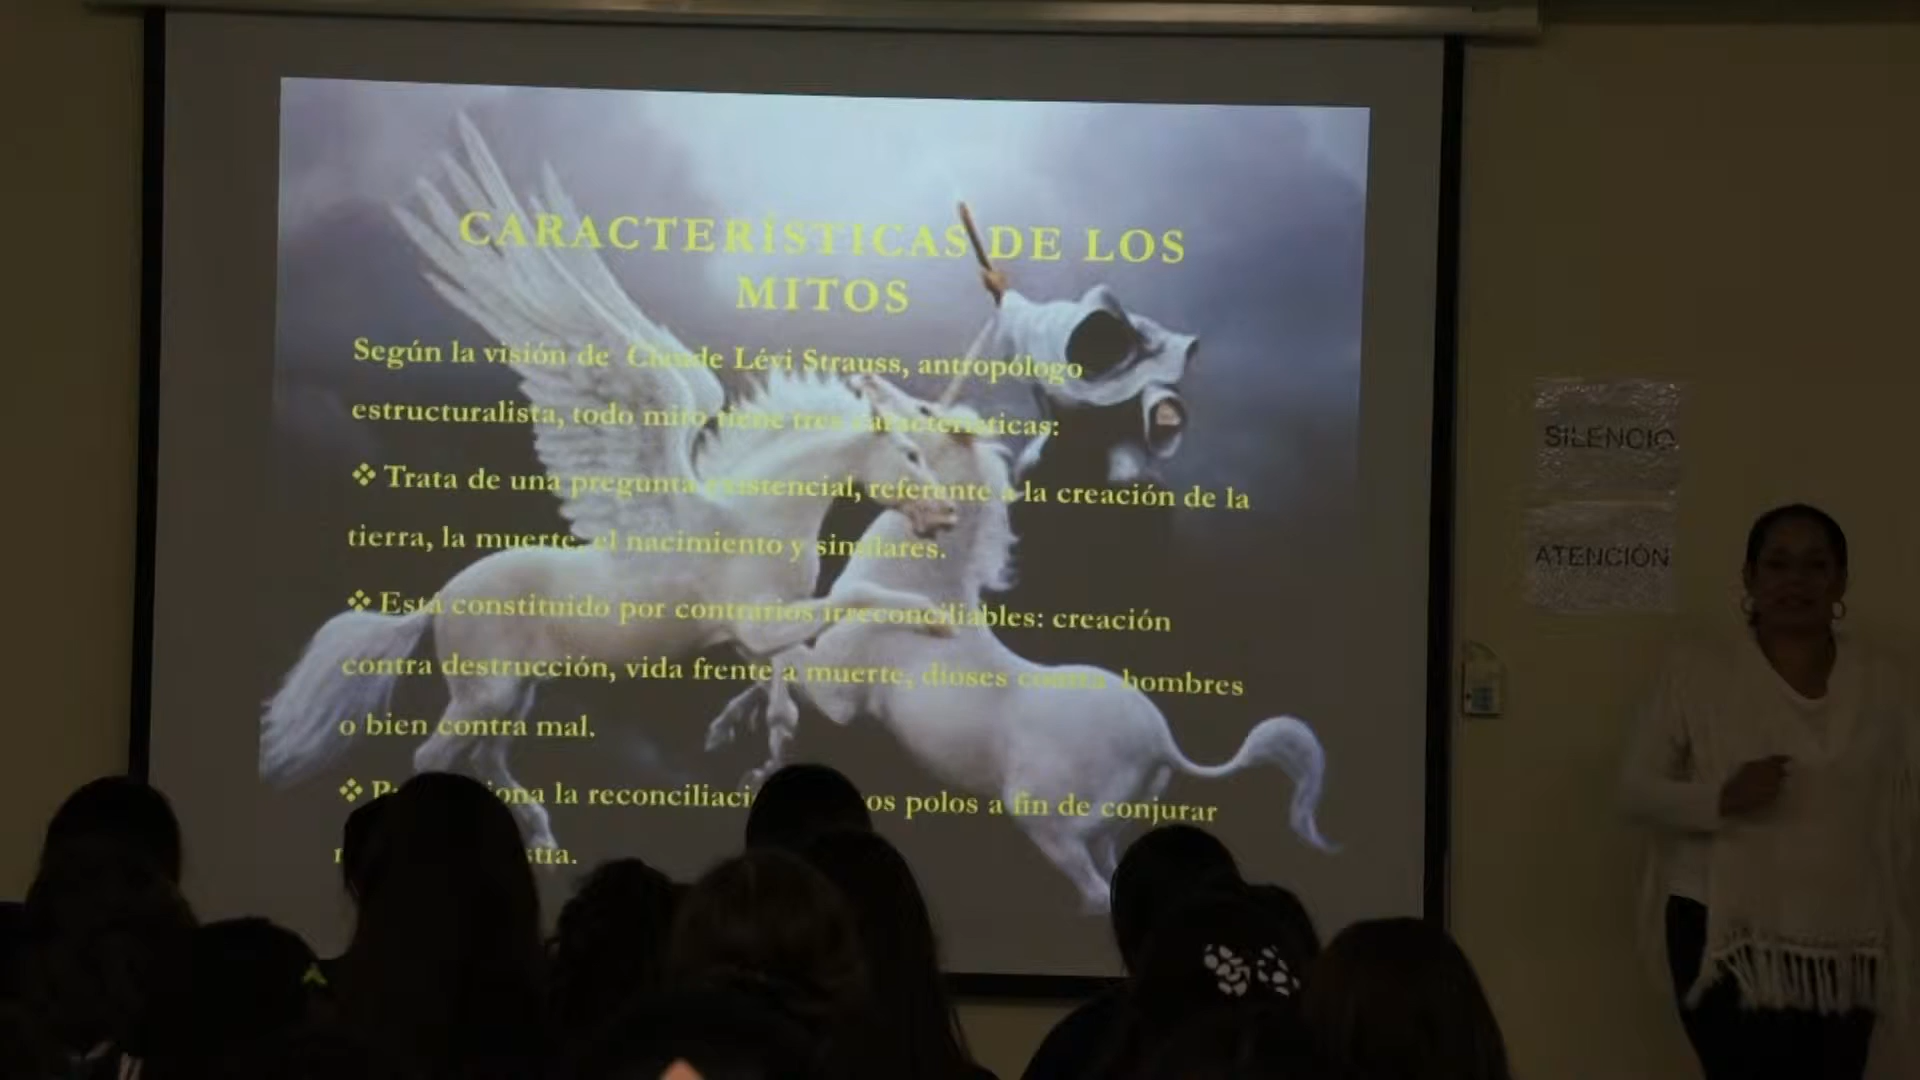 CARACTERÍSTICAS DE LOS
MITOS
Según la visión de Claude Lévi Strauss, antropólogo
estructuralista, todo mito tiene tres características:
❖ Trata de una pregunta existencial, referente a la creación de la
tierra, la muerte, el nacimiento y similares.
❖ Está constituido por contrarios irreconciliables: creación
contra destrucción, vida frente a muerte, dioses contra hombres
o bien contra mal.
❖ la reconciliación polos a fin de conjurar
SILENCIO
ATENCIÓN